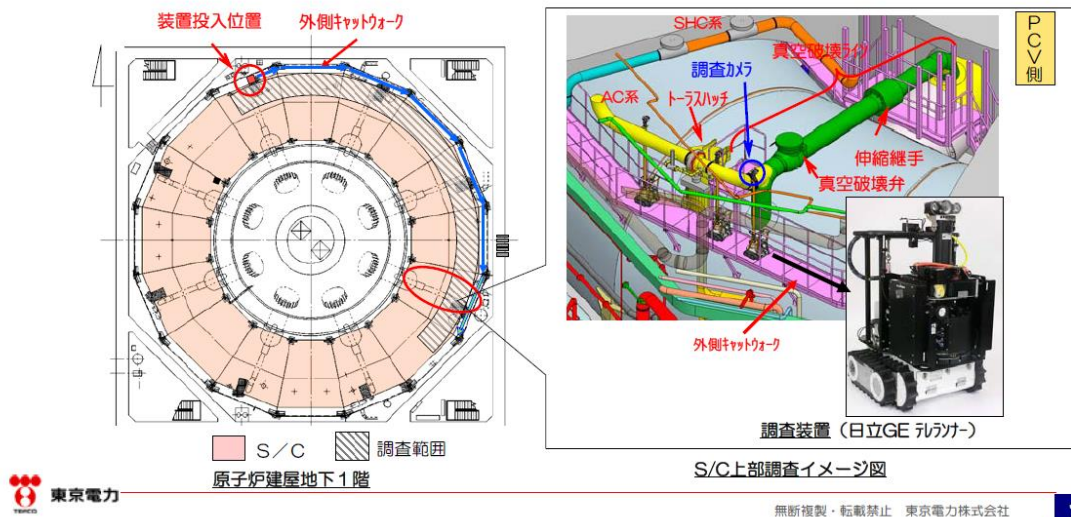 装置投入位置
外側キャットウォーク
S/C
調査範囲
原子炉建屋地下1階
PCV側
SHC系
真空破壊ライン
調査カメラ
AC系
トーラスハッチ
伸縮継手
真空破壊弁
外側キャットウォーク
調査装置(日立GE テレランナー)
S/C上部調査イメージ図
TEPCO
東京電力
無断複製・転載禁止 東京電力株式会社